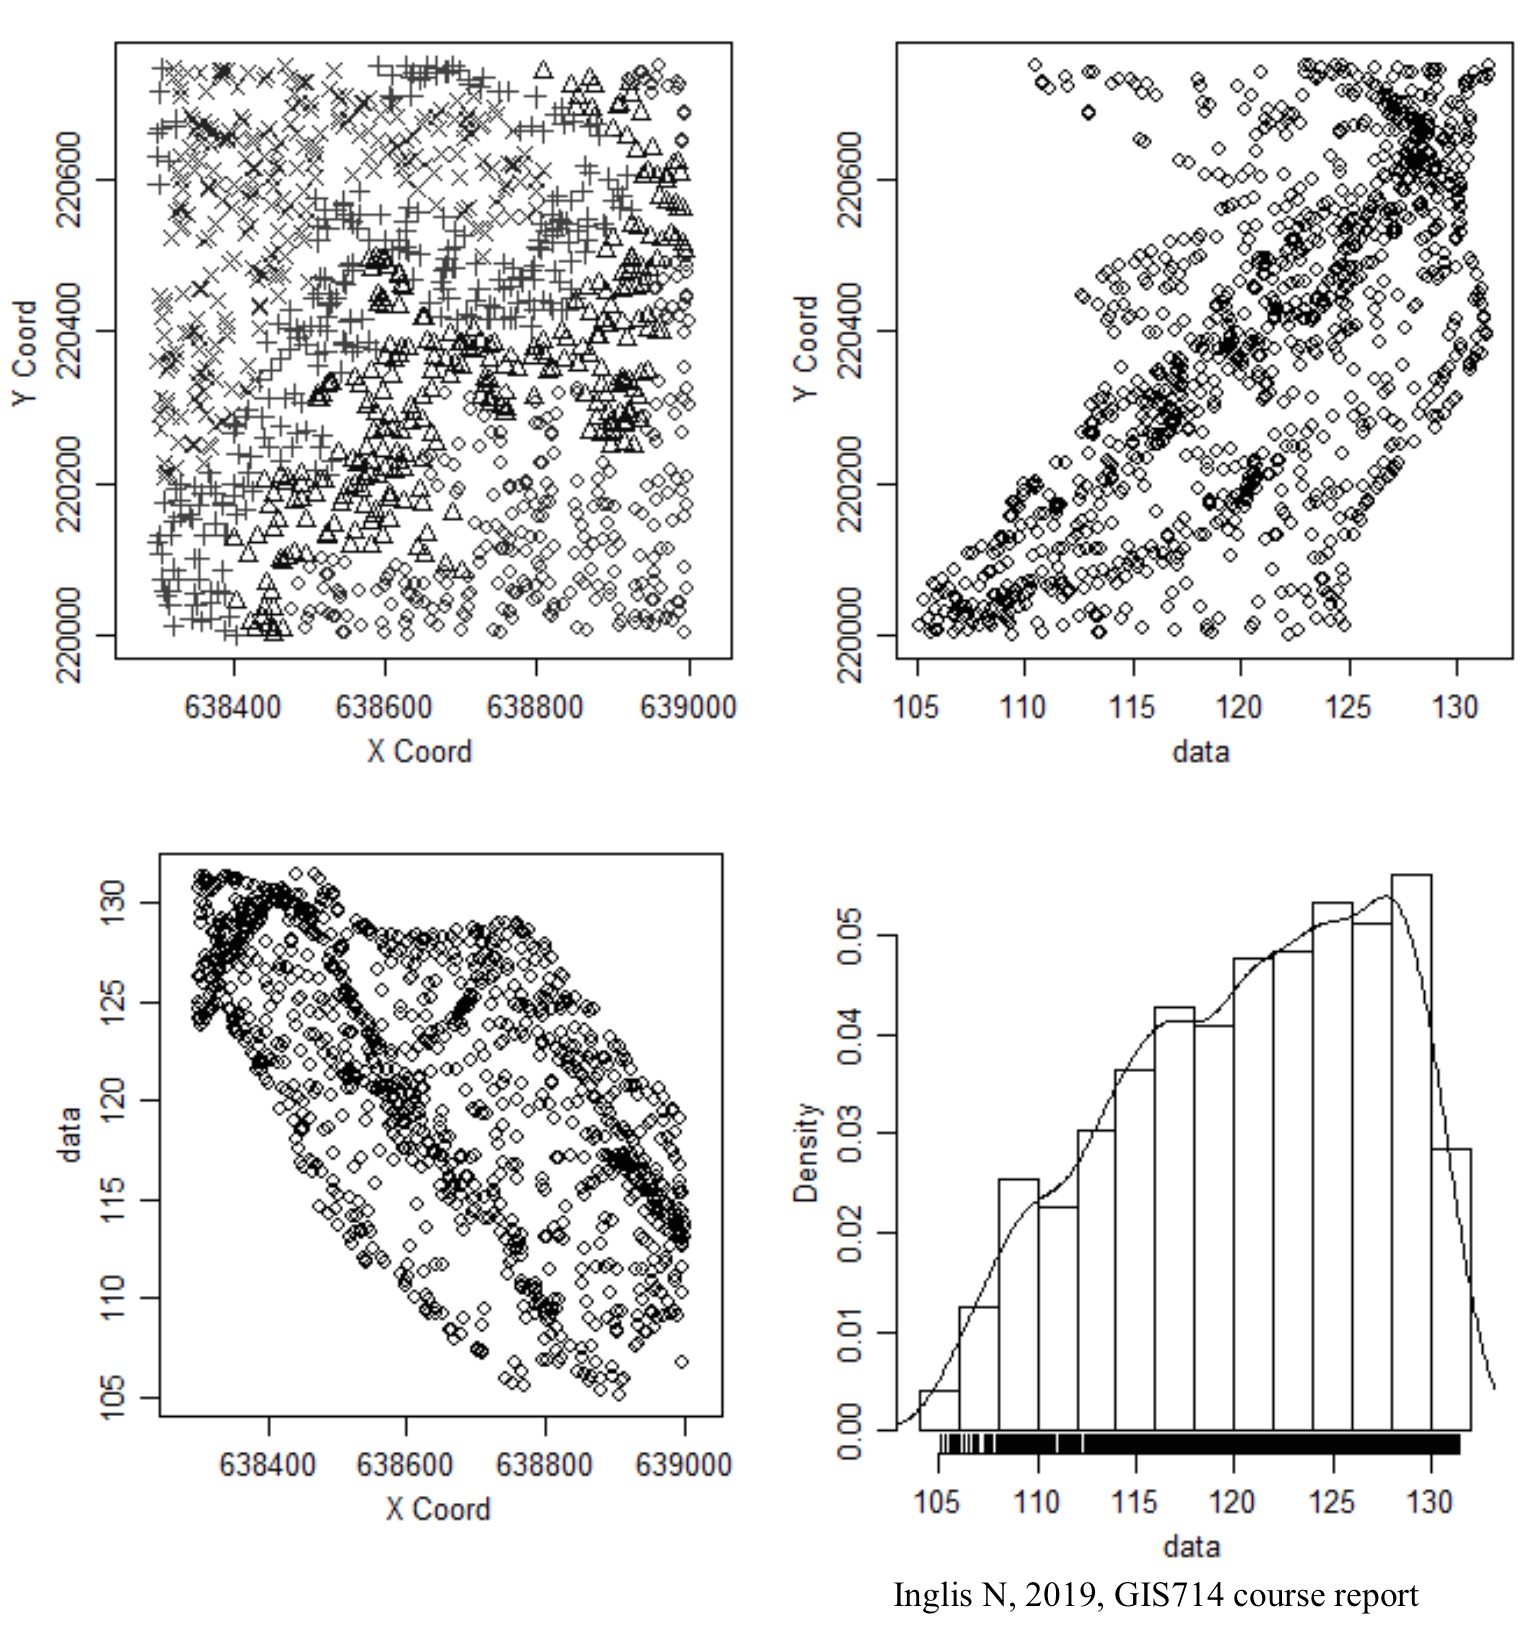 220600
220400
220200
220000
Y Coord
638400 638600 638800 639000
X Coord
220600
220400
220200
220000
Y Coord
105 110 115 120 125 130
data
130
125
120
115
110
105
data
638400 638600 638800 639000
X Coord
0.05
0.04
0.03
0.02
0.01
0.00
Density
105 110 115 120 125 130
data
Inglis N, 2019, GIS714 course report